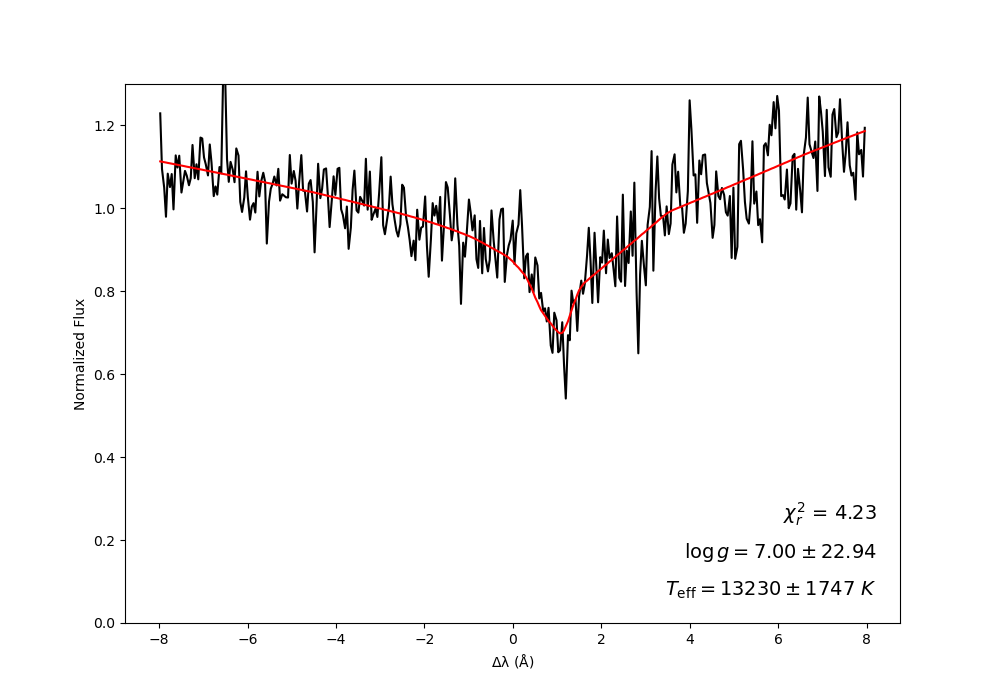 1.2
1.0
0.8
0.6
0.4
0.2
0.0
Normalized Flux
χ²ᵣ = 4.23
log g = 7.00 ± 22.94
T_eff = 13230 ± 1747 K
−8 −6 −4 −2 0 2 4 6 8
Δλ (Å)